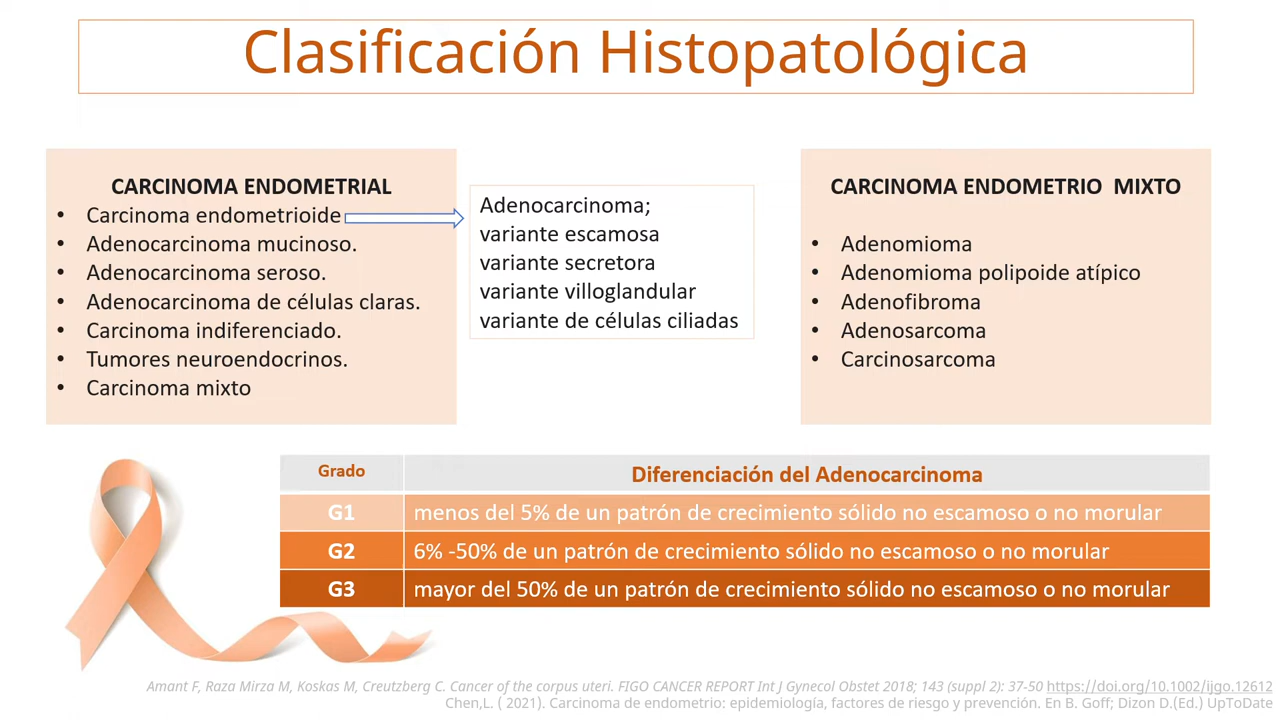 Clasificación Histopatológica
CARCINOMA ENDOMETRIAL
• Carcinoma endometrioide
• Adenocarcinoma mucinoso.
• Adenocarcinoma seroso.
• Adenocarcinoma de células claras.
• Carcinoma indiferenciado.
• Tumores neuroendocrinos.
• Carcinoma mixto
Adenocarcinoma;
variante escamosa
variante secretora
variante villoglandular
variante de células ciliadas
CARCINOMA ENDOMETRIO MIXTO
• Adenomioma
• Adenomioma polipoide atípico
• Adenofibroma
• Adenosarcoma
• Carcinosarcoma
Grado Diferenciación del Adenocarcinoma
G1 menos del 5% de un patrón de crecimiento sólido no escamoso o no morular
G2 6% -50% de un patrón de crecimiento sólido no escamoso o no morular
G3 mayor del 50% de un patrón de crecimiento sólido no escamoso o no morular
Amant F, Raza Mirza M, Koskas M, Creutzberg C. Cancer of the corpus uteri. FIGO CANCER REPORT Int J Gynecol Obstet 2018; 143 (suppl 2): 37-50 https://doi.org/10.1002/ijgo.12612
Chen,L. ( 2021). Carcinoma de endometrio: epidemiología, factores de riesgo y prevención. En B. Goff; Dizon D.(Ed.) UpToDate